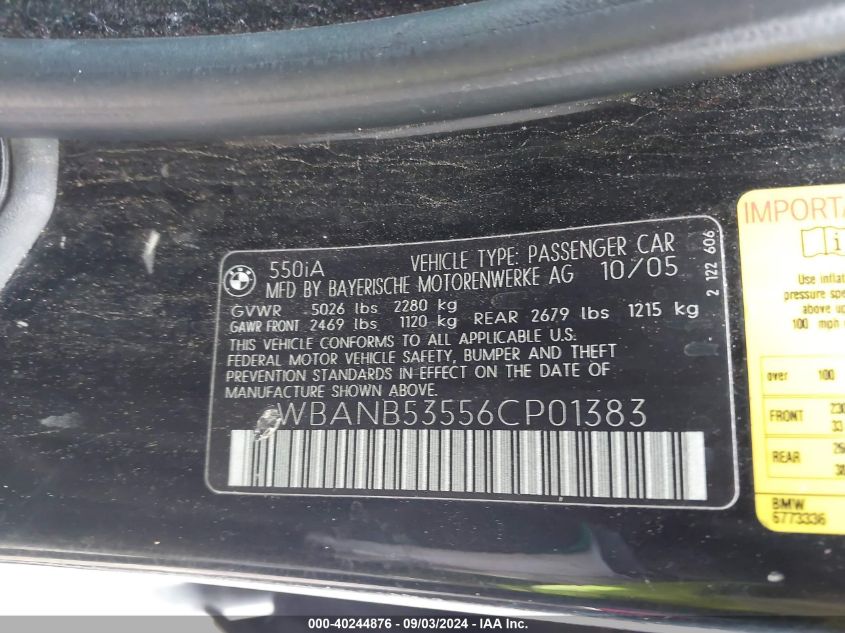 BMW
550iA VEHICLE TYPE: PASSENGER CAR
MFD BY BAYERISCHE MOTORENWERKE AG 10/05
GVWR 5026 lbs 2280 kg
GAWR FRONT 2469 lbs 1120 kg REAR 2679 lbs 1215 kg
THIS VEHICLE CONFORMS TO ALL APPLICABLE U.S.
FEDERAL MOTOR VEHICLE SAFETY, BUMPER AND THEFT
PREVENTION STANDARDS IN EFFECT ON THE DATE OF
MANUFACTURE SHOWN ABOVE.
WBANB53556CP01383
2 122 606
IMPORTA
i
Use inflat
pressure spe
above up
100 mph
over 100
FRONT 230
33
REAR
BMW
6773336
000-40244876 - 09/03/2024 - IAA Inc.